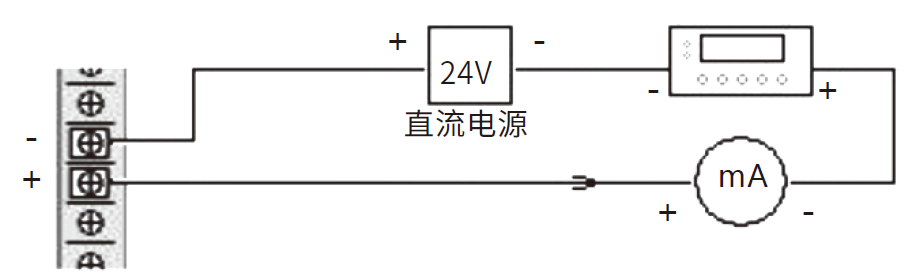 + -
24V
直流电源
- +
-
+
mA
+ -